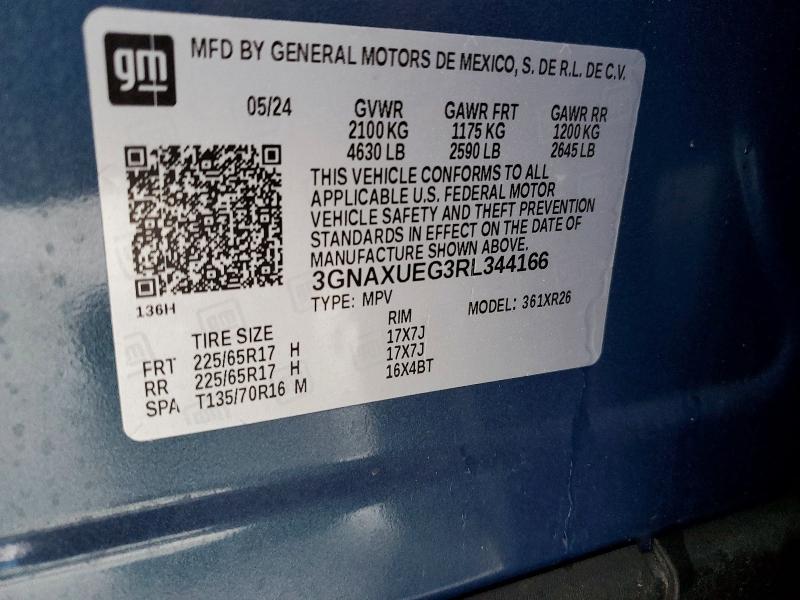 gm
MFD BY GENERAL MOTORS DE MEXICO, S. DE R.L. DE C.V.
05/24 GVWR GAWR FRT GAWR RR
2100 KG 1175 KG 1200 KG
4630 LB 2590 LB 2645 LB
THIS VEHICLE CONFORMS TO ALL
APPLICABLE U.S. FEDERAL MOTOR
VEHICLE SAFETY AND THEFT PREVENTION
STANDARDS IN EFFECT ON THE DATE OF
MANUFACTURE SHOWN ABOVE.
3GNAXUEG3RL344166
136H
TYPE: MPV MODEL: 361XR26
TIRE SIZE RIM
FRT 225/65R17 H 17X7J
RR 225/65R17 H 17X7J
SPA T135/70R16 M 16X4BT